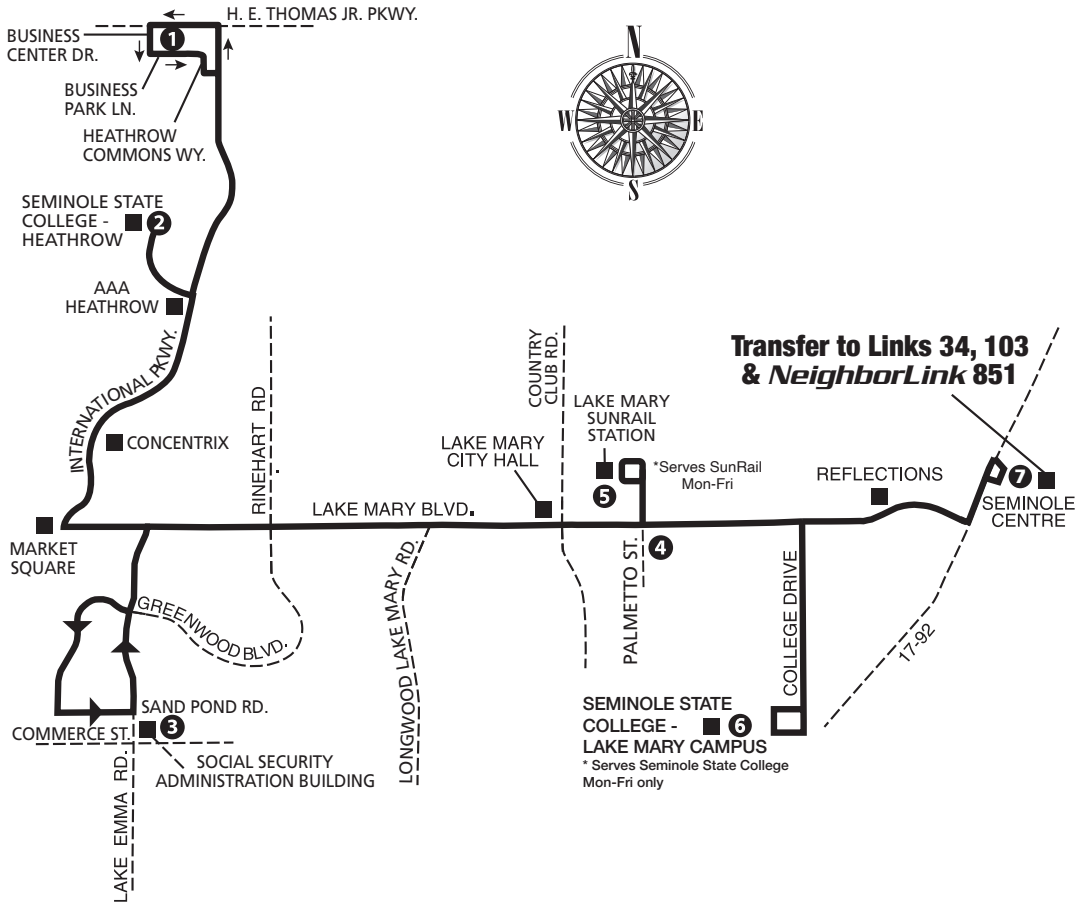 H. E. THOMAS JR. PKWY.
BUSINESS
CENTER DR.
1
BUSINESS
PARK LN.
HEATHROW
COMMONS WY.
N
W
E
S
SEMINOLE STATE
COLLEGE -
HEATHROW
2
AAA
HEATHROW
INTERNATIONAL PKWY.
CONCENTRIX
RINEHART RD.
COUNTRY
CLUB RD.
Transfer to Links 34, 103
& NeighborLink 851
LAKE MARY
SUNRAIL
STATION
5
*Serves SunRail
Mon-Fri
LAKE MARY
CITY HALL
REFLECTIONS
7
SEMINOLE
CENTRE
LAKE MARY BLVD.
MARKET
SQUARE
4
PALMETTO ST.
COLLEGE DRIVE
17-92
LONGWOOD LAKE MARY RD.
GREENWOOD BLVD.
SAND POND RD.
3
COMMERCE ST.
SOCIAL SECURITY
ADMINISTRATION BUILDING
LAKE EMMA RD.
SEMINOLE STATE
COLLEGE -
LAKE MARY CAMPUS
6
* Serves Seminole State College
Mon-Fri only